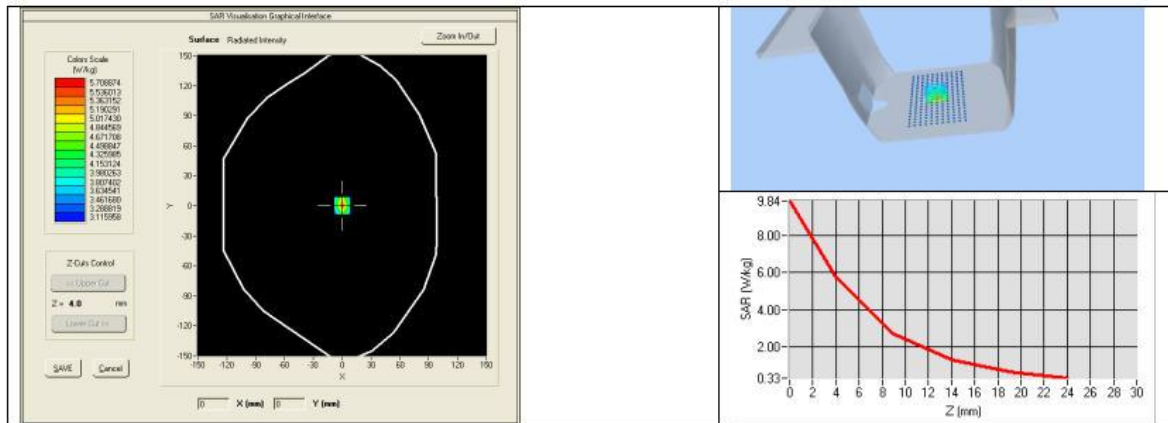 SAR Visualisation Graphical Interface
Surface Radiated Intensity
Zoom In/Out
Colors Scale
(W/kg)
5.708874
5.536013
5.363152
5.190291
5.017430
4.844569
4.671708
4.498847
4.325985
4.153124
3.980263
3.807402
3.634541
3.461680
3.288819
3.115958
150
120
90
60
30
0
-30
-60
-90
-120
-150
Y
-150 -120 -90 -60 -30 0 30 60 90 120 150
X
Z-Cuts Control
<< Upper Cut
Z = 4.0 mm
Lower Cut >>
SAVE Cancel
0 X (mm) 0 Y (mm)
9.84
8.00
6.00
4.00
2.00
0.33
SAR (W/kg)
0 2 4 6 8 10 12 14 16 18 20 22 24 26 28 30
Z (mm)